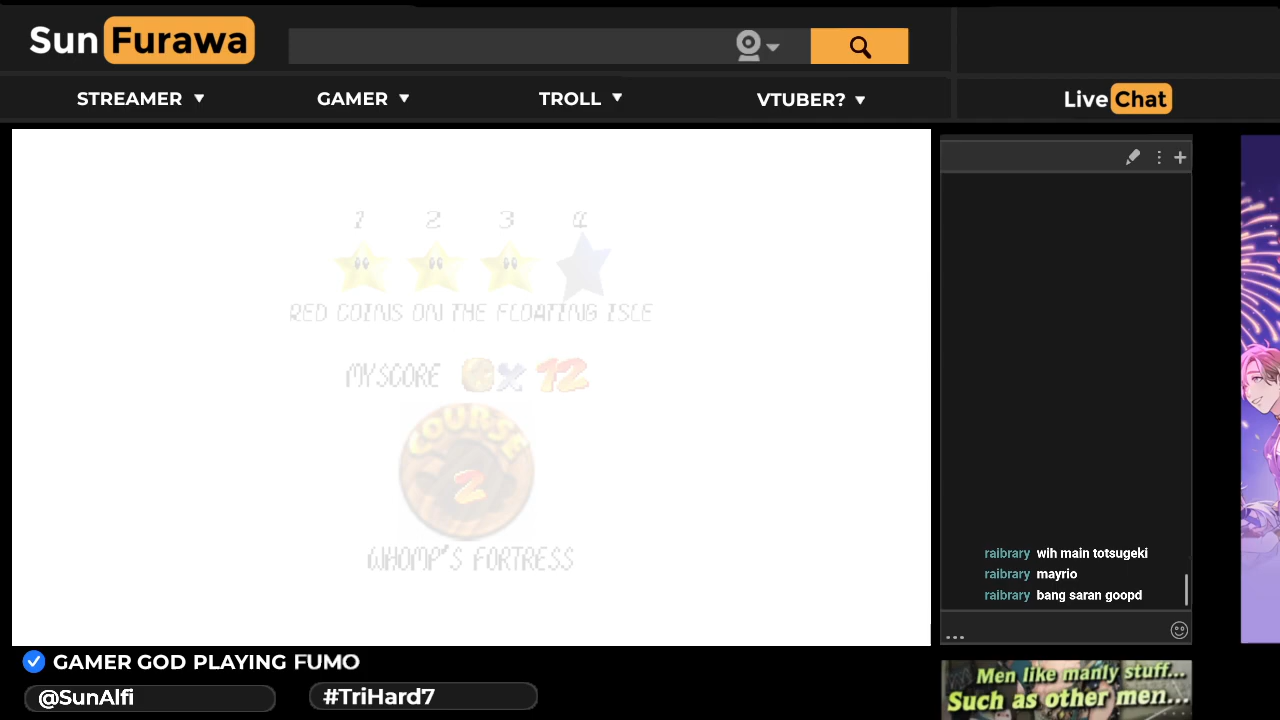 Sun Furawa
STREAMER ▼
GAMER ▼
TROLL ▼
VTUBER? ▼
Live Chat
1 2 3 4
RED COINS ON THE FLOATING ISLE
MY SCORE × 12
COURSE
2
WHOMP'S FORTRESS
raibrary wih main totsugeki
raibrary mayrio
raibrary bang saran goopd
...
GAMER GOD PLAYING FUMO
@SunAlfi
#TriHard7
Men like manly stuff...
Such as other men...